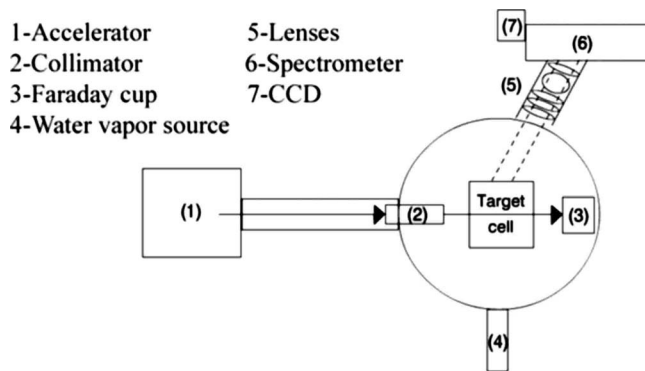 1-Accelerator
2-Collimator
3-Faraday cup
4-Water vapor source
5-Lenses
6-Spectrometer
7-CCD
(7)
(6)
(5)
(1)
(2)
Target
cell
(3)
(4)